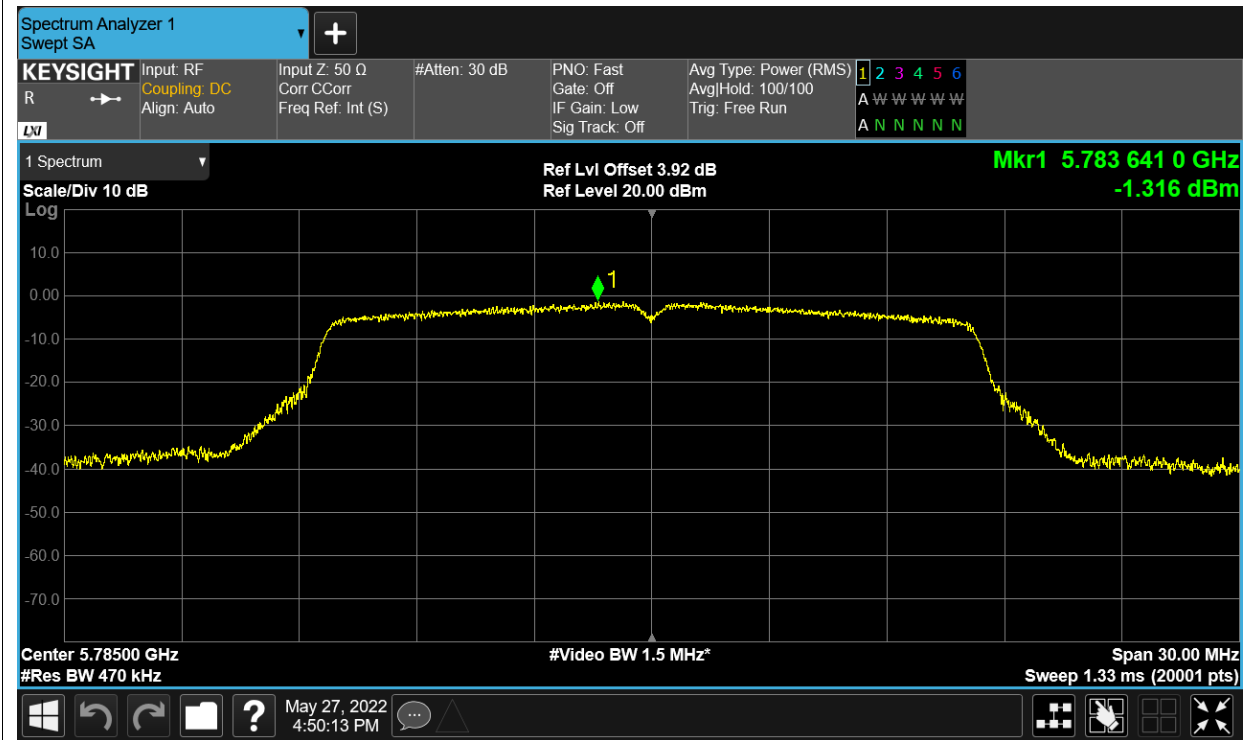 Spectrum Analyzer 1
Swept SA
KEYSIGHT
R
LXI
Input: RF
Coupling: DC
Align: Auto
Input Z: 50 Ω
Corr CCorr
Freq Ref: Int (S)
#Atten: 30 dB
PNO: Fast
Gate: Off
IF Gain: Low
Sig Track: Off
Avg Type: Power (RMS)
Avg|Hold: 100/100
Trig: Free Run
1 2 3 4 5 6
A W W W W W
A N N N N N
1 Spectrum
Scale/Div 10 dB
Ref Lvl Offset 3.92 dB
Ref Level 20.00 dBm
Mkr1 5.783 641 0 GHz
-1.316 dBm
Log
10.0
0.00
-10.0
-20.0
-30.0
-40.0
-50.0
-60.0
-70.0
1
Center 5.78500 GHz
#Res BW 470 kHz
#Video BW 1.5 MHz*
Span 30.00 MHz
Sweep 1.33 ms (20001 pts)
?
May 27, 2022
4:50:13 PM